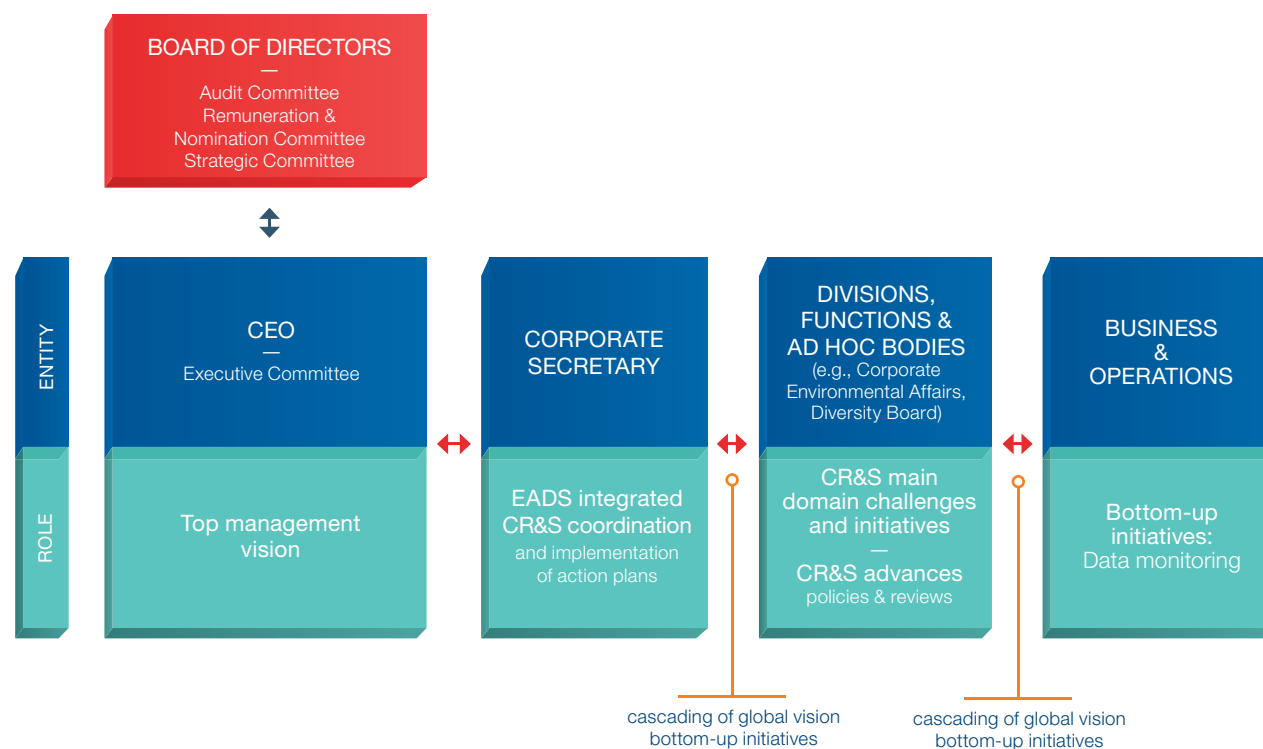 BOARD OF DIRECTORS
—
Audit Committee
Remuneration &
Nomination Committee
Strategic Committee
ENTITY
CEO
—
Executive Committee
CORPORATE
SECRETARY
DIVISIONS,
FUNCTIONS &
AD HOC BODIES
(e.g., Corporate
Environmental Affairs,
Diversity Board)
BUSINESS
&
OPERATIONS
ROLE
Top management
vision
EADS integrated
CR&S coordination
and implementation
of action plans
CR&S main
domain challenges
and initiatives
—
CR&S advances
policies & reviews
Bottom-up
initiatives:
Data monitoring
cascading of global vision
bottom-up initiatives
cascading of global vision
bottom-up initiatives